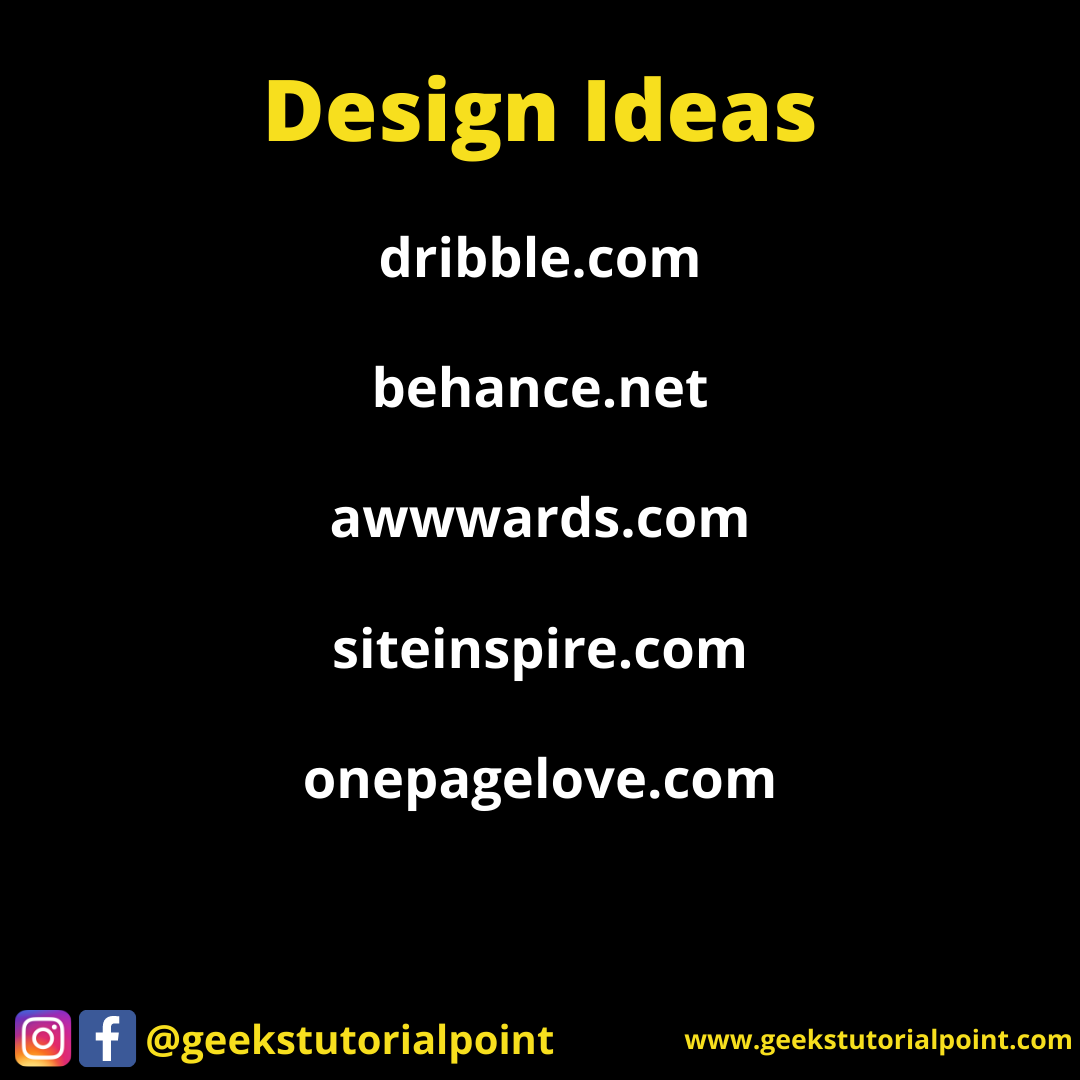 Design Ideas
dribble.com
behance.net
awwwards.com
siteinspire.com
onepagelove.com
@geekstutorialpoint
www.geekstutorialpoint.com